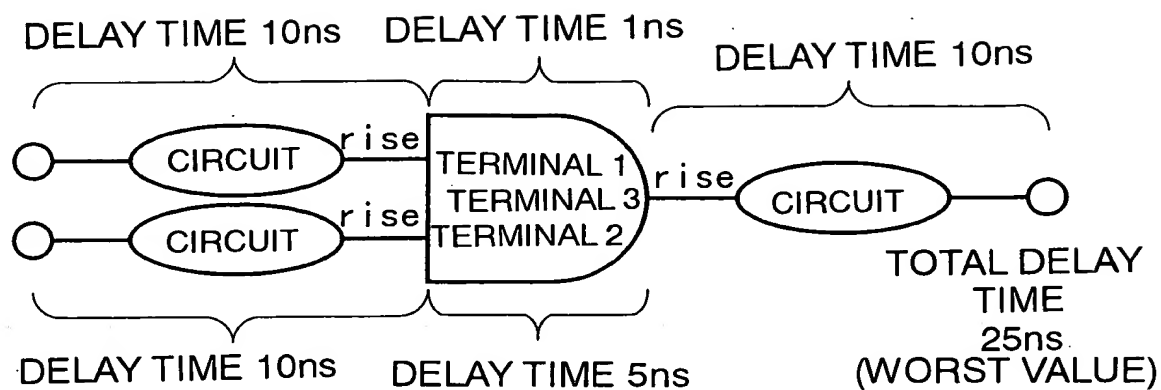 DELAY TIME 10ns
DELAY TIME 1ns
DELAY TIME 10ns
rise
CIRCUIT
TERMINAL 1
rise
TERMINAL 3
CIRCUIT
rise
CIRCUIT
TERMINAL 2
TOTAL DELAY
TIME
25ns
(WORST VALUE)
DELAY TIME 10ns
DELAY TIME 5ns